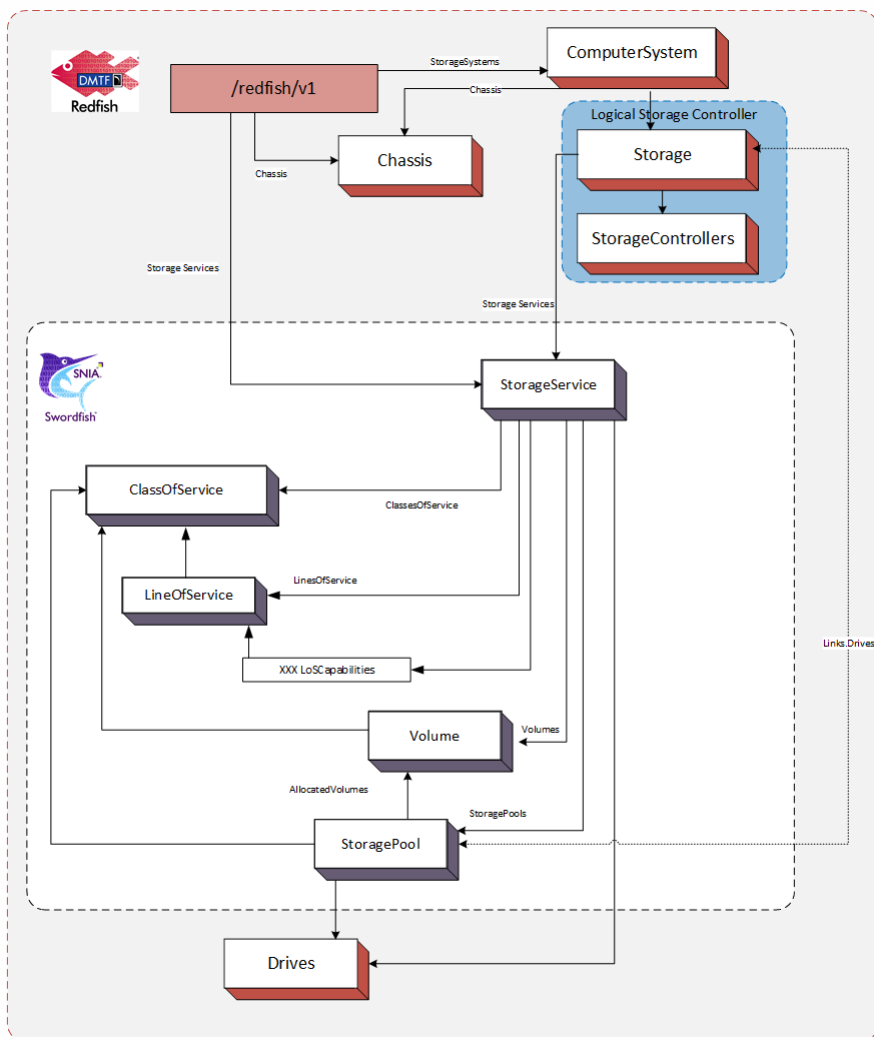 DMTF
Redfish
/redfish/v1
StorageSystems
ComputerSystem
Chassis
Logical Storage Controller
Chassis
Chassis
Storage
StorageControllers
Storage Services
Storage Services
SNIA
Swordfish
StorageService
ClassOfService
ClassesOfService
LineOfService
LinesOfService
XXX LoSCapabilities
Links.Drives
Volume
Volumes
AllocatedVolumes
StoragePools
StoragePool
Drives